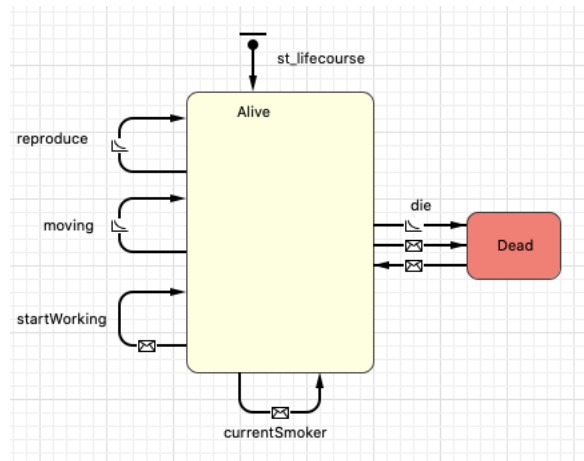 st_lifecourse
Alive
reproduce
moving
die
Dead
startWorking
currentSmoker